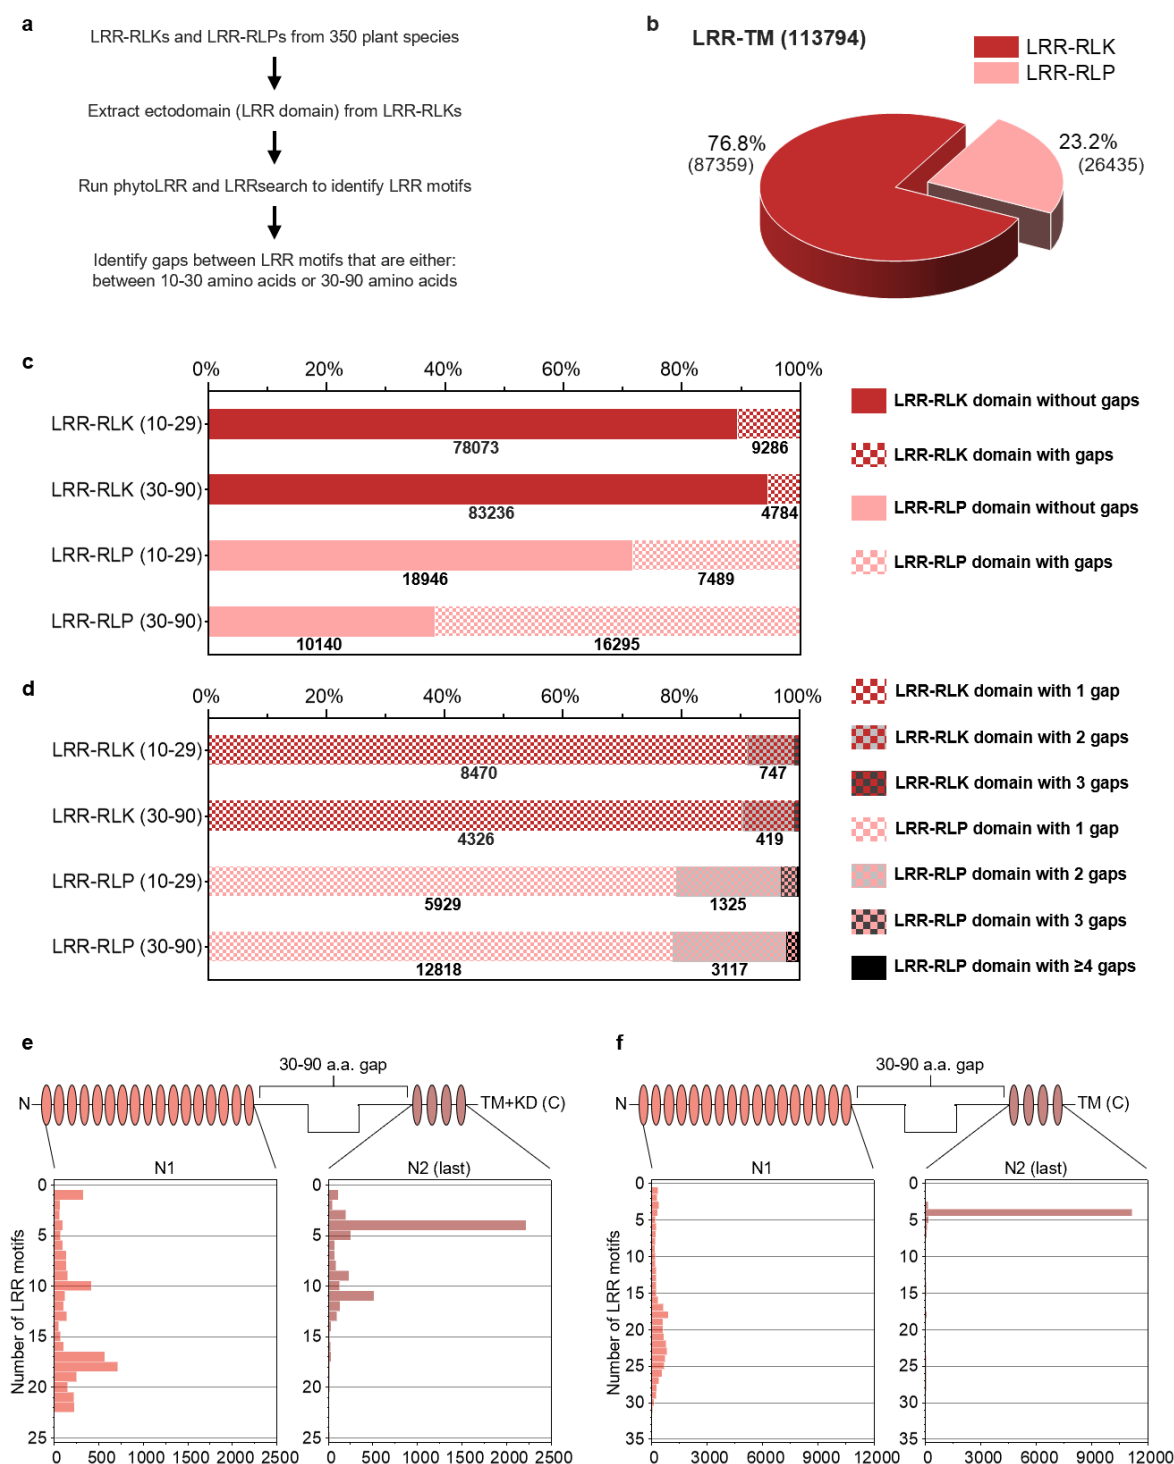 a
LRR-RLKs and LRR-RLPs from 350 plant species
Extract ectodomain (LRR domain) from LRR-RLKs
Run phytoLRR and LRRsearch to identify LRR motifs
Identify gaps between LRR motifs that are either:
between 10-30 amino acids or 30-90 amino acids
b
LRR-TM (113794)
LRR-RLK
LRR-RLP
76.8%
(87359)
23.2%
(26435)
c
0% 20% 40% 60% 80% 100%
LRR-RLK (10-29)
78073 9286
LRR-RLK (30-90)
83236 4784
LRR-RLP (10-29)
18946 7489
LRR-RLP (30-90)
10140 16295
LRR-RLK domain without gaps
LRR-RLK domain with gaps
LRR-RLP domain without gaps
LRR-RLP domain with gaps
d
0% 20% 40% 60% 80% 100%
LRR-RLK (10-29)
8470 747
LRR-RLK (30-90)
4326 419
LRR-RLP (10-29)
5929 1325
LRR-RLP (30-90)
12818 3117
LRR-RLK domain with 1 gap
LRR-RLK domain with 2 gaps
LRR-RLK domain with 3 gaps
LRR-RLP domain with 1 gap
LRR-RLP domain with 2 gaps
LRR-RLP domain with 3 gaps
LRR-RLP domain with ≥4 gaps
e
30-90 a.a. gap
N TM+KD (C)
N1
N2 (last)
Number of LRR motifs
0
5
10
15
20
25
0 500 1000 1500 2000 2500
0
5
10
15
20
25
0 500 1000 1500 2000 2500
f
30-90 a.a. gap
N TM (C)
N1
N2 (last)
Number of LRR motifs
0
5
10
15
20
25
30
35
0 3000 6000 9000 12000
0
5
10
15
20
25
30
35
0 3000 6000 9000 12000